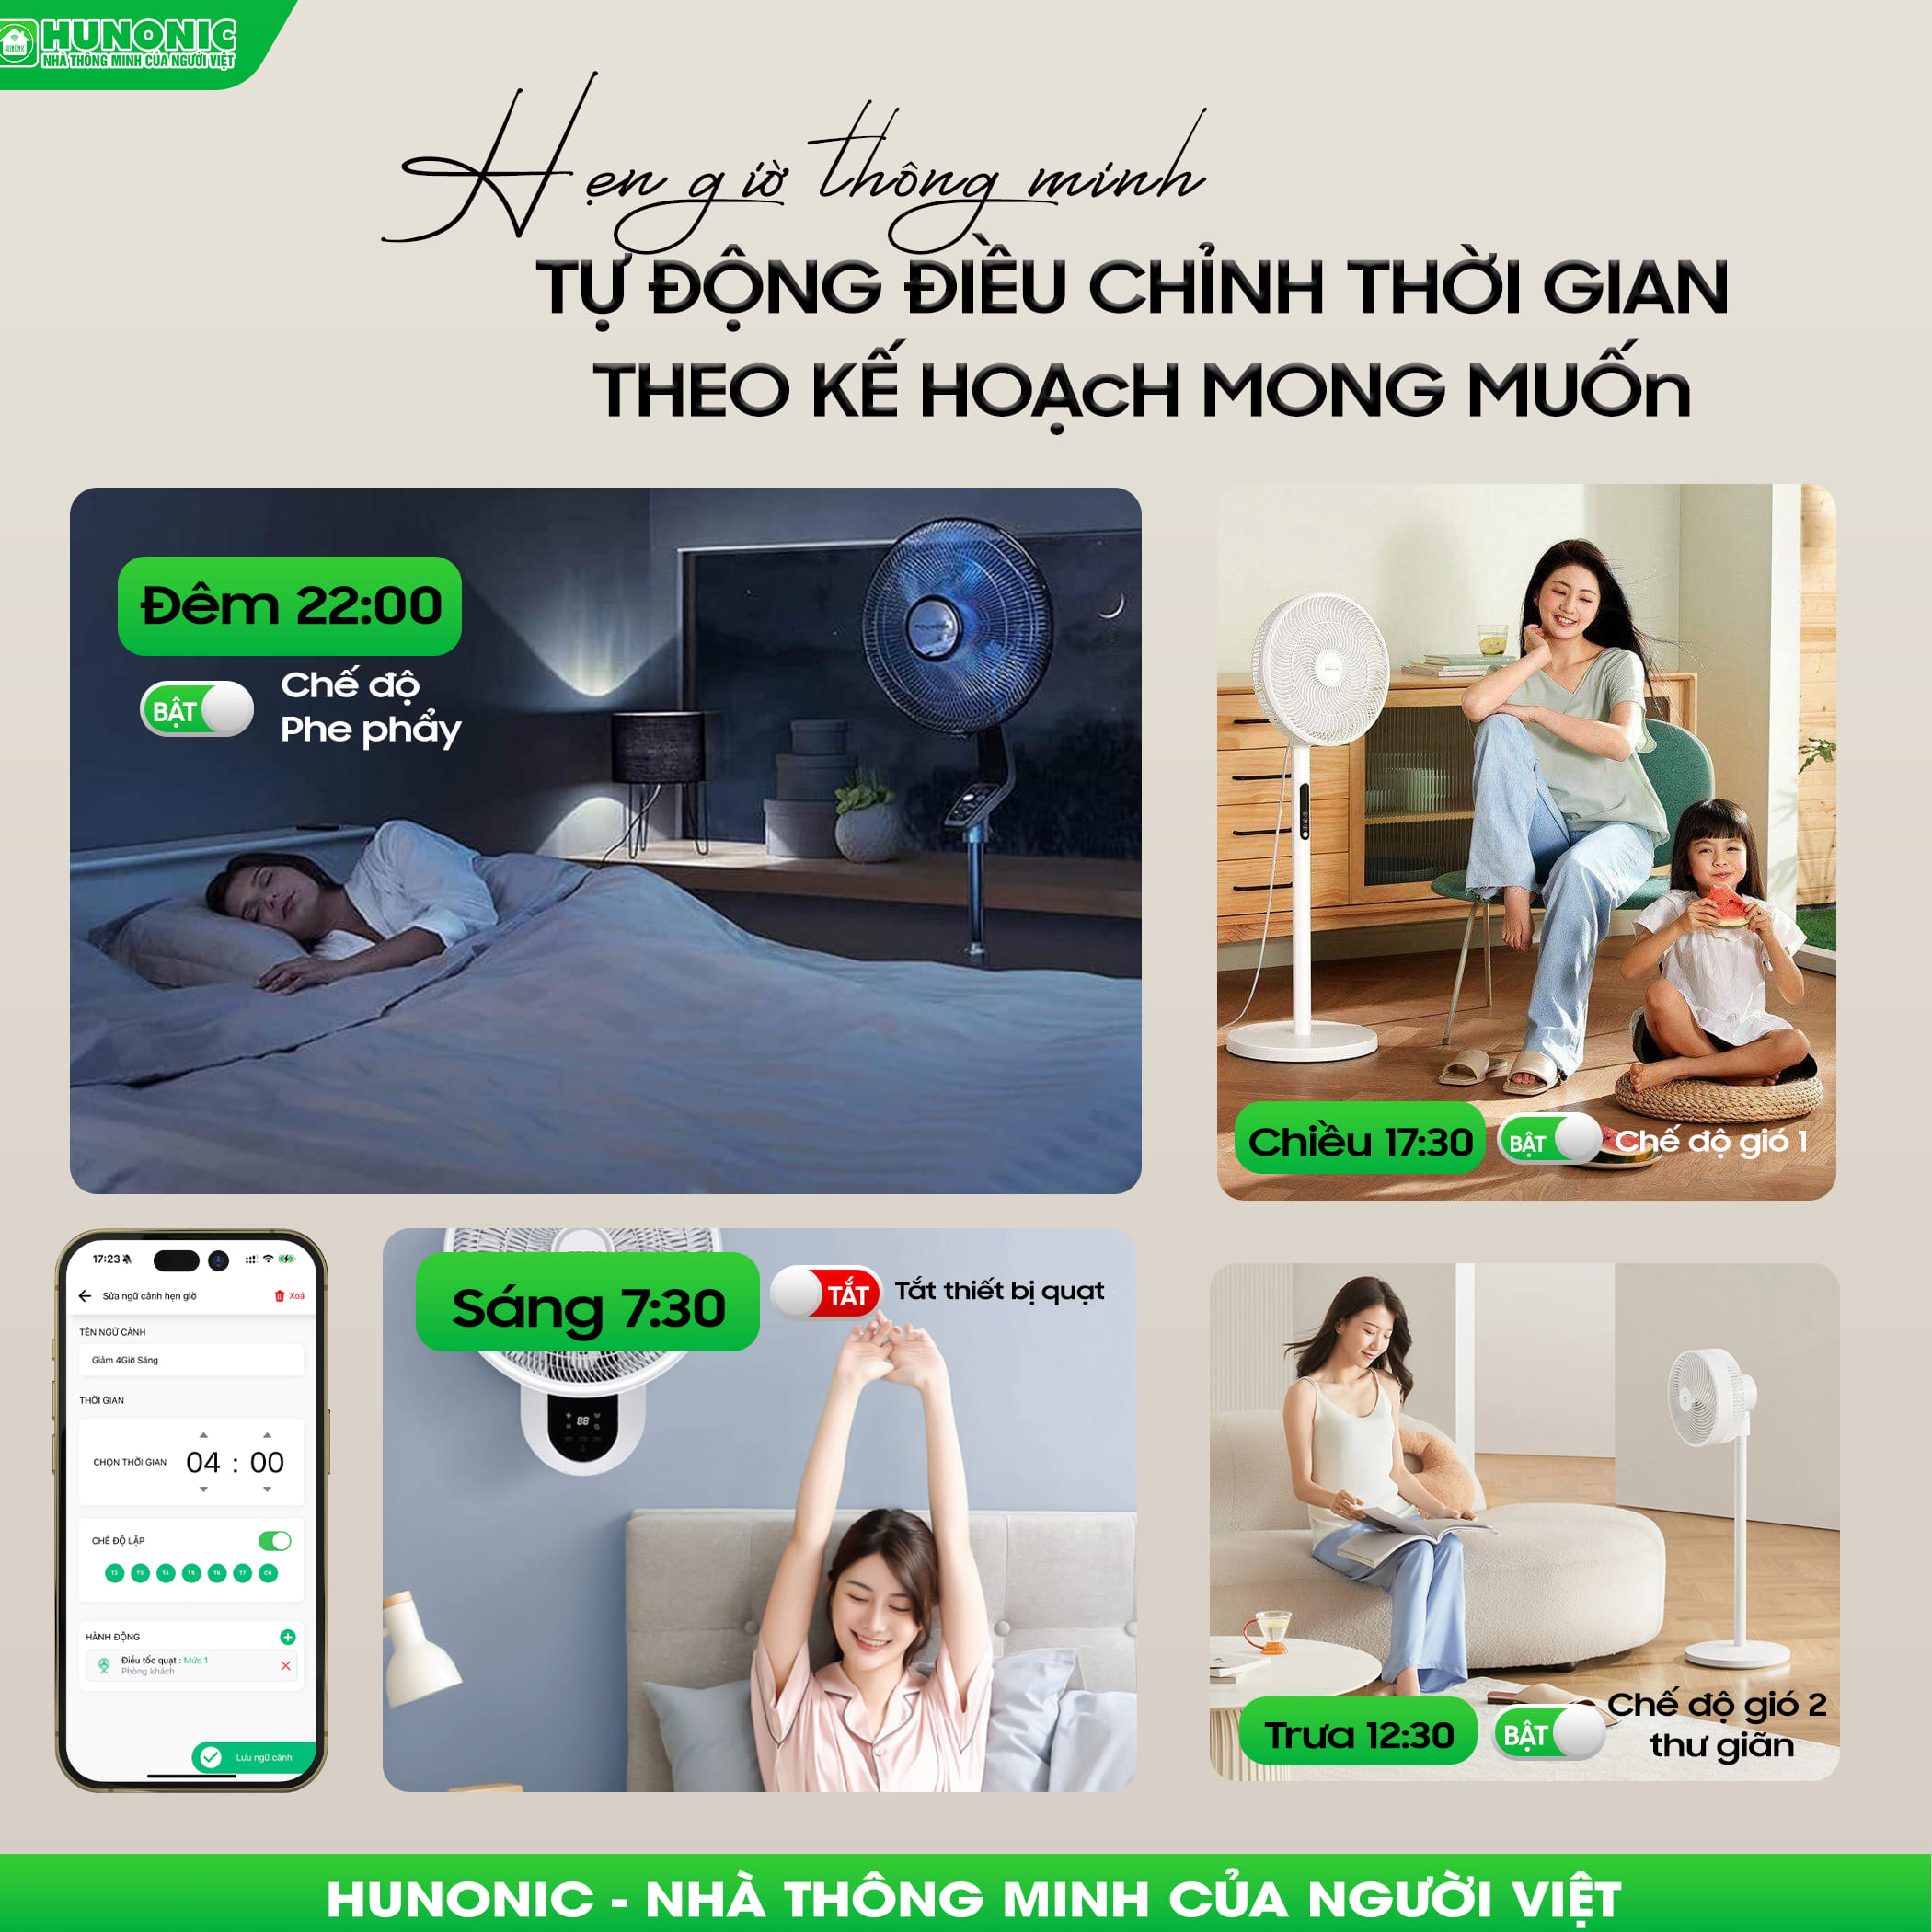 HUNONIC
NHÀ THÔNG MINH CỦA NGƯỜI VIỆT
Hẹn giờ thông minh
TỰ ĐỘNG ĐIỀU CHỈNH THỜI GIAN
THEO KẾ HOẠcH MONG MUỐn
Đêm 22:00
BẬT
Chế độ
Phe phẩy
Chiều 17:30
BẬT
Chế độ gió 1
17:23
Sửa ngữ cảnh hẹn giờ
Xoá
TÊN NGỮ CẢNH
Giảm 4Giờ Sáng
THỜI GIAN
CHỌN THỜI GIAN 04 : 00
CHẾ ĐỘ LẶP
T2 T3 T4 T5 T6 T7 CN
HÀNH ĐỘNG
Điều tốc quạt : Mức 1
Phòng khách
Lưu ngữ cảnh
Sáng 7:30
TẮT
Tắt thiết bị quạt
88
Trưa 12:30
BẬT
Chế độ gió 2
thư giãn
HUNONIC - NHÀ THÔNG MINH CỦA NGƯỜI VIỆT